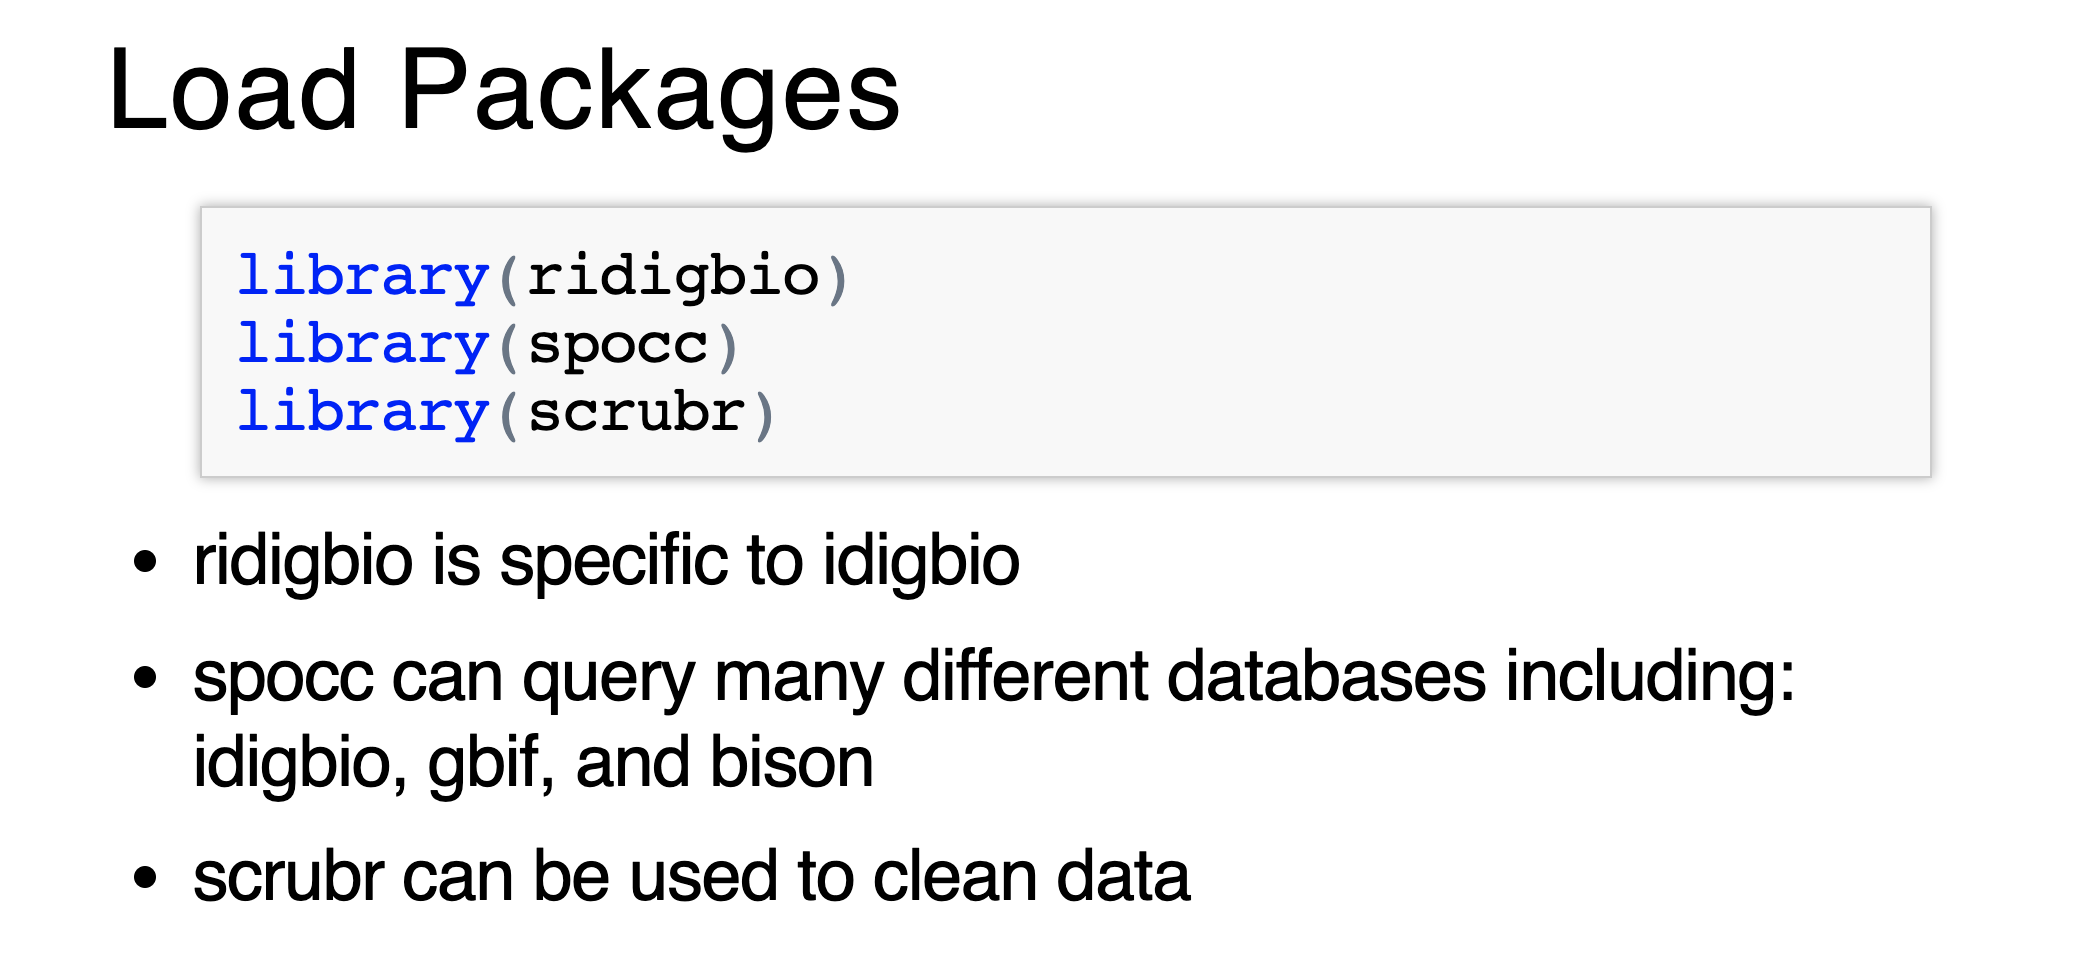 Load Packages
library(ridigbio)
library(spocc)
library(scrubr)
• ridigbio is specific to idigbio
• spocc can query many different databases including:
idigbio, gbif, and bison
• scrubr can be used to clean data